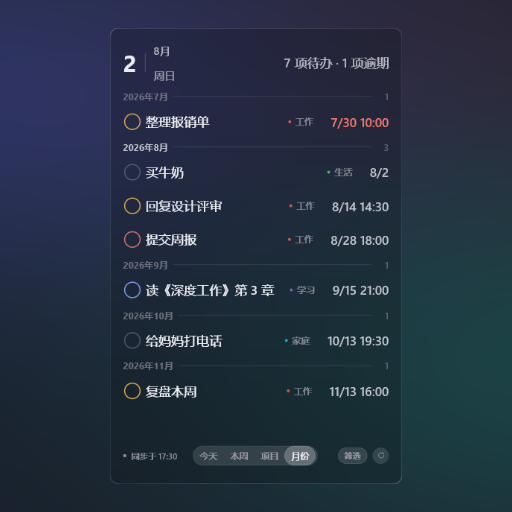 2
8月
周日
7 项待办 · 1 项逾期
2026年7月 1
整理报销单 • 工作 7/30 10:00
2026年8月 3
买牛奶 • 生活 8/2
回复设计评审 • 工作 8/14 14:30
提交周报 • 工作 8/28 18:00
2026年9月 1
读《深度工作》第 3 章 • 学习 9/15 21:00
2026年10月 1
给妈妈打电话 • 家庭 10/13 19:30
2026年11月 1
复盘本周 • 工作 11/13 16:00
• 同步于 17:30 今天 本周 项目 月份 筛选